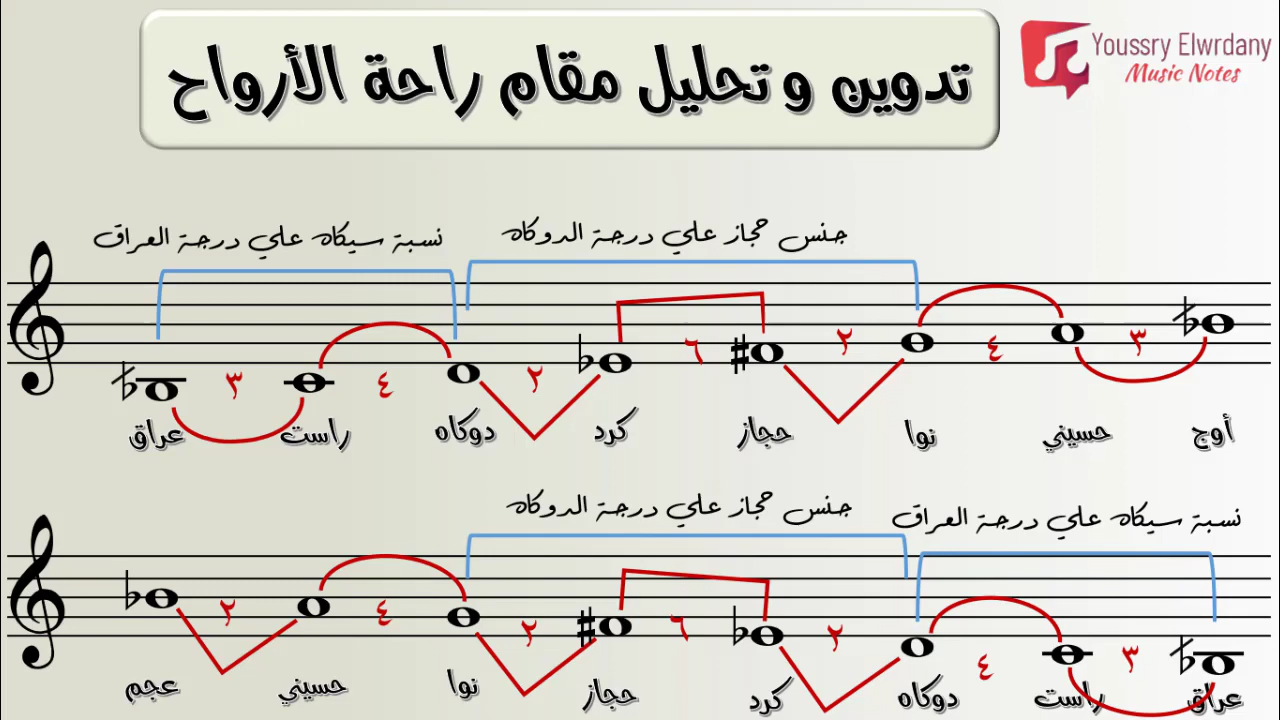 تدوين و تحليل مقام راحة الأرواح
Youssry Elwrdany
Music Notes
نسبة سيكاه علي درجة العراق
جنس حجاز علي درجة الدوكاه
٣ ٤ ٢ ٦ ٢ ٤ ٣
عراق راست دوكاه كرد حجاز نوا حسيني أوج
جنس حجاز علي درجة الدوكاه
نسبة سيكاه علي درجة العراق
٢ ٤ ٢ ٦ ٢ ٤ ٣
عجم حسيني نوا حجاز كرد دوكاه راست عراق